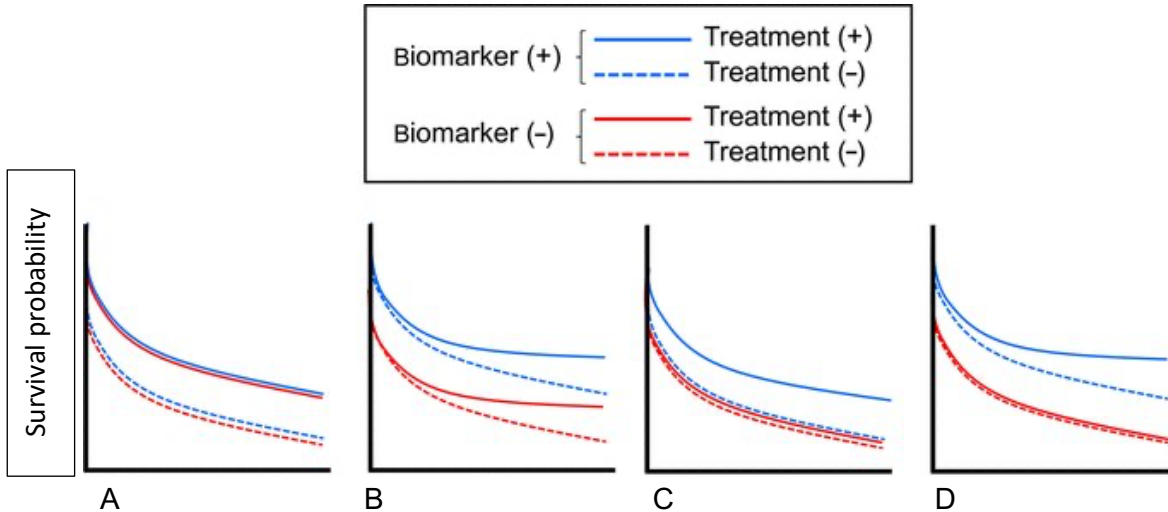 Biomarker (+)
Treatment (+)
Treatment (–)
Biomarker (–)
Treatment (+)
Treatment (–)
Survival probability
A B C D